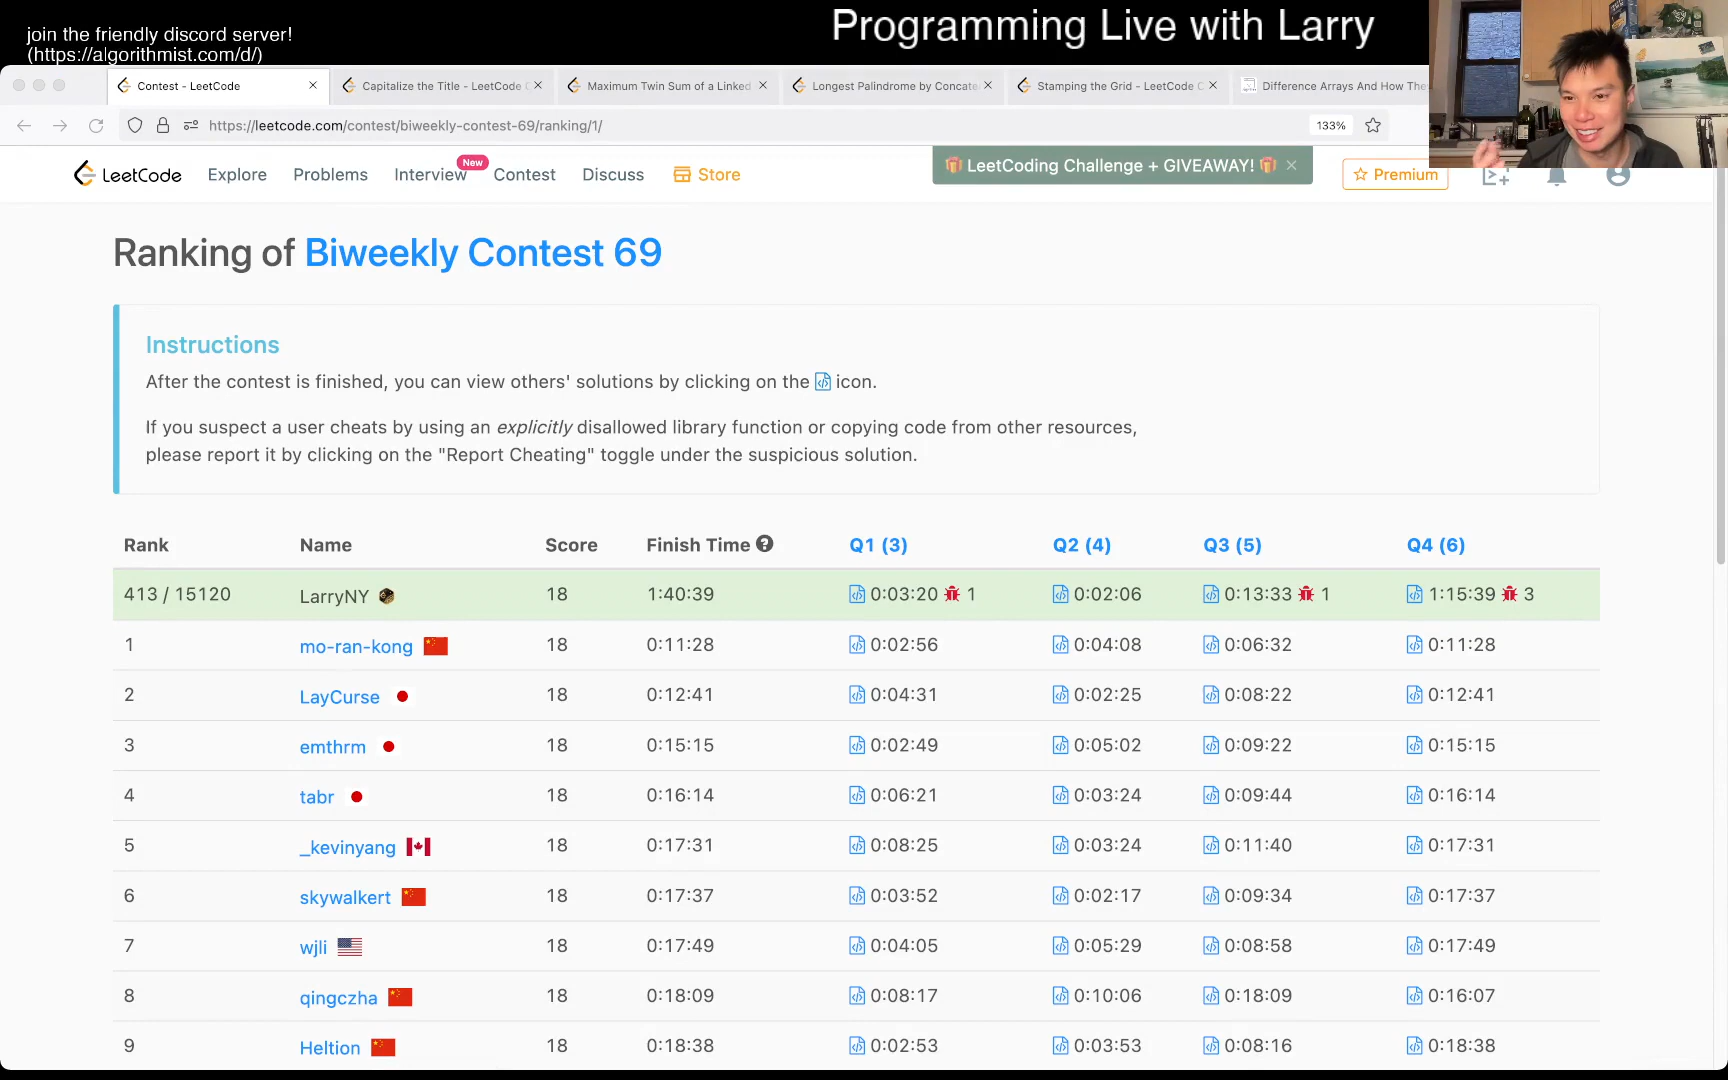 join the friendly discord server!
(https://algorithmist.com/d/)
Programming Live with Larry
Contest - LeetCode
Capitalize the Title - LeetCode C
Maximum Twin Sum of a Linked
Longest Palindrome by Concate
Stamping the Grid - LeetCode C
Difference Arrays And How The
https://leetcode.com/contest/biweekly-contest-69/ranking/1/
133%
LeetCode
Explore
Problems
Interview
New
Contest
Discuss
Store
LeetCoding Challenge + GIVEAWAY!
Premium
Ranking of Biweekly Contest 69
Instructions
After the contest is finished, you can view others' solutions by clicking on the icon.
If you suspect a user cheats by using an explicitly disallowed library function or copying code from other resources,
please report it by clicking on the "Report Cheating" toggle under the suspicious solution.
Rank Name Score Finish Time Q1 (3) Q2 (4) Q3 (5) Q4 (6)
413 / 15120 LarryNY 18 1:40:39 0:03:20 1 0:02:06 0:13:33 1 1:15:39 3
1 mo-ran-kong 18 0:11:28 0:02:56 0:04:08 0:06:32 0:11:28
2 LayCurse 18 0:12:41 0:04:31 0:02:25 0:08:22 0:12:41
3 emthrm 18 0:15:15 0:02:49 0:05:02 0:09:22 0:15:15
4 tabr 18 0:16:14 0:06:21 0:03:24 0:09:44 0:16:14
5 _kevinyang 18 0:17:31 0:08:25 0:03:24 0:11:40 0:17:31
6 skywalkert 18 0:17:37 0:03:52 0:02:17 0:09:34 0:17:37
7 wjli 18 0:17:49 0:04:05 0:05:29 0:08:58 0:17:49
8 qingczha 18 0:18:09 0:08:17 0:10:06 0:18:09 0:16:07
9 Heltion 18 0:18:38 0:02:53 0:03:53 0:08:16 0:18:38